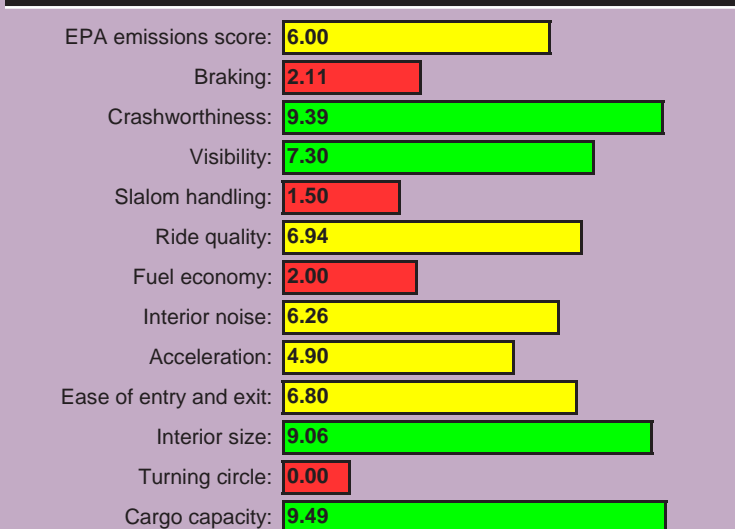 EPA emissions score: 6.00
Braking: 2.11
Crashworthiness: 9.39
Visibility: 7.30
Slalom handling: 1.50
Ride quality: 6.94
Fuel economy: 2.00
Interior noise: 6.26
Acceleration: 4.90
Ease of entry and exit: 6.80
Interior size: 9.06
Turning circle: 0.00
Cargo capacity: 9.49